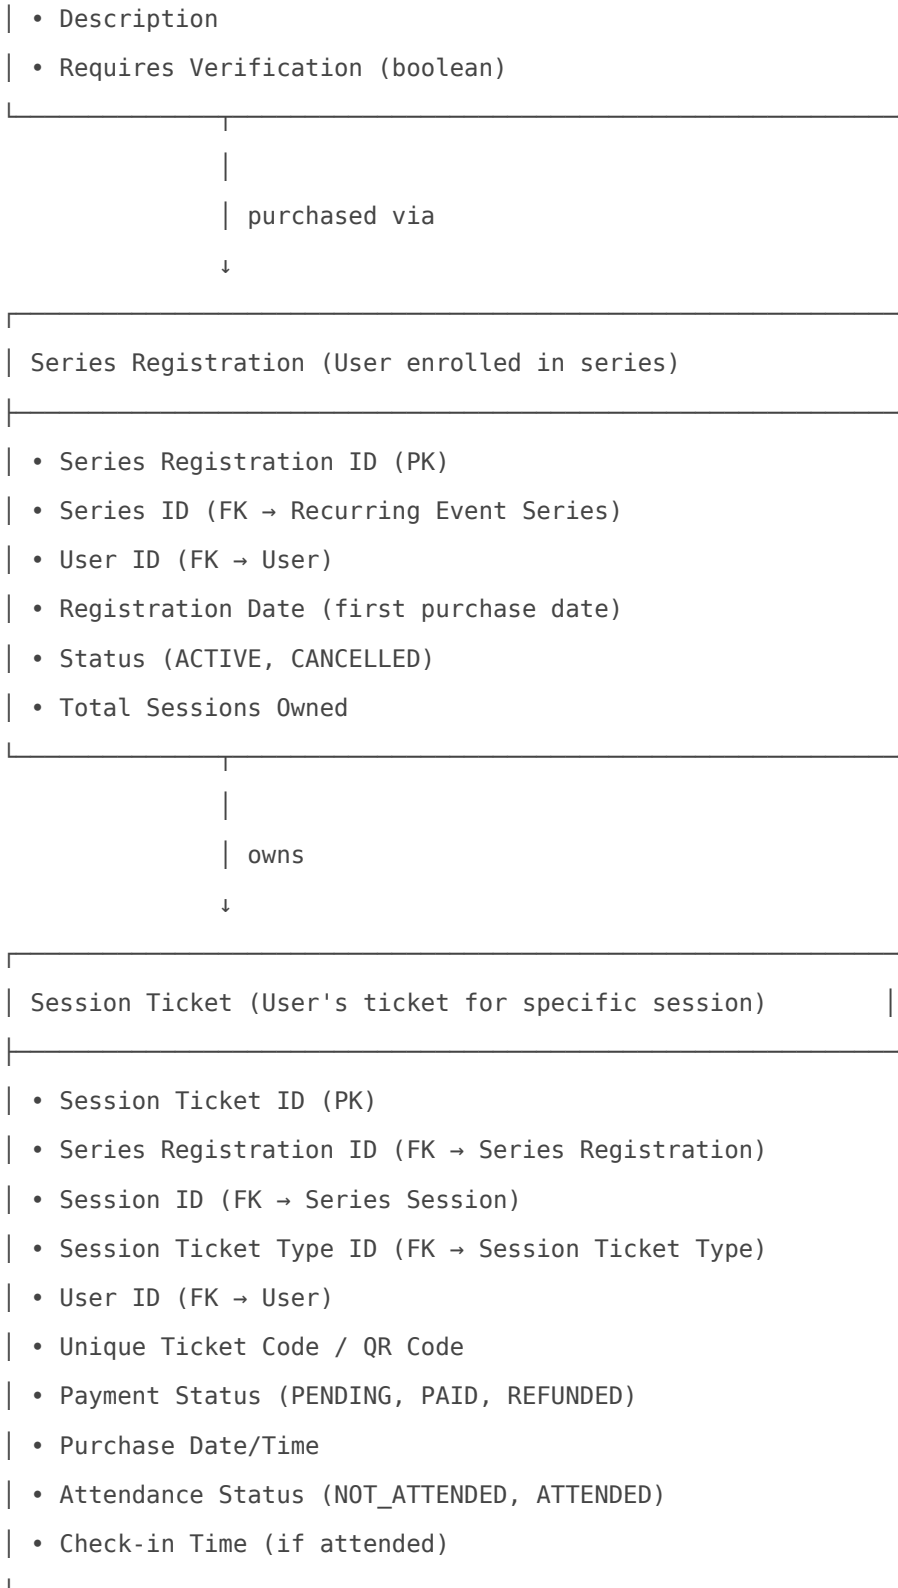 │ • Description
│ • Requires Verification (boolean)
└──────────────┬─────────────────────────────────────────────
│
│ purchased via
↓
┌────────────────────────────────────────────────────────────
│ Series Registration (User enrolled in series)
├────────────────────────────────────────────────────────────
│ • Series Registration ID (PK)
│ • Series ID (FK → Recurring Event Series)
│ • User ID (FK → User)
│ • Registration Date (first purchase date)
│ • Status (ACTIVE, CANCELLED)
│ • Total Sessions Owned
└──────────────┬─────────────────────────────────────────────
│
│ owns
↓
┌────────────────────────────────────────────────────────────
│ Session Ticket (User's ticket for specific session) │
├────────────────────────────────────────────────────────────
│ • Session Ticket ID (PK)
│ • Series Registration ID (FK → Series Registration)
│ • Session ID (FK → Series Session)
│ • Session Ticket Type ID (FK → Session Ticket Type)
│ • User ID (FK → User)
│ • Unique Ticket Code / QR Code
│ • Payment Status (PENDING, PAID, REFUNDED)
│ • Purchase Date/Time
│ • Attendance Status (NOT_ATTENDED, ATTENDED)
│ • Check-in Time (if attended)